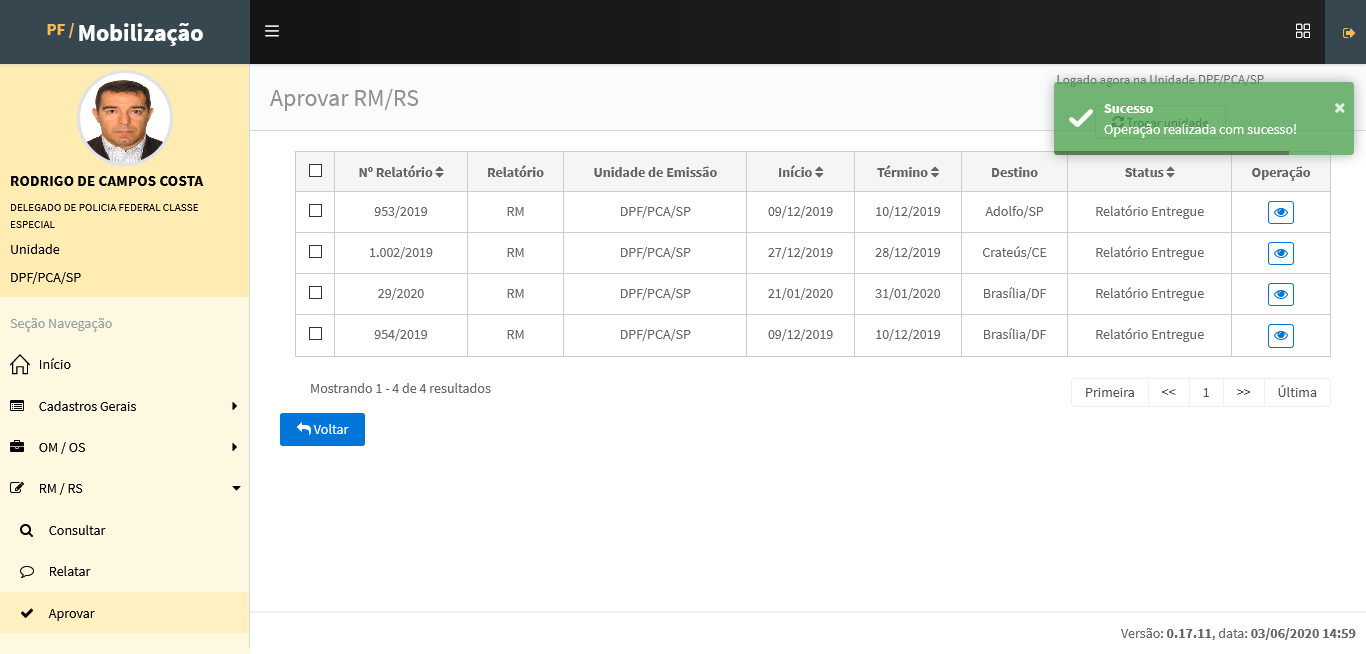 PF / Mobilização
Logado agora na Unidade DPF/PCA/SP
Aprovar RM/RS
Sucesso
Trocar unidade
Operação realizada com sucesso!
RODRIGO DE CAMPOS COSTA
DELEGADO DE POLICIA FEDERAL CLASSE
ESPECIAL
Unidade
DPF/PCA/SP
Seção Navegação
Início
Cadastros Gerais
OM / OS
RM / RS
Consultar
Relatar
Aprovar
Nº Relatório Relatório Unidade de Emissão Início Término Destino Status Operação
953/2019 RM DPF/PCA/SP 09/12/2019 10/12/2019 Adolfo/SP Relatório Entregue
1.002/2019 RM DPF/PCA/SP 27/12/2019 28/12/2019 Crateús/CE Relatório Entregue
29/2020 RM DPF/PCA/SP 21/01/2020 31/01/2020 Brasília/DF Relatório Entregue
954/2019 RM DPF/PCA/SP 09/12/2019 10/12/2019 Brasília/DF Relatório Entregue
Mostrando 1 - 4 de 4 resultados
Primeira << 1 >> Última
Voltar
Versão: 0.17.11, data: 03/06/2020 14:59